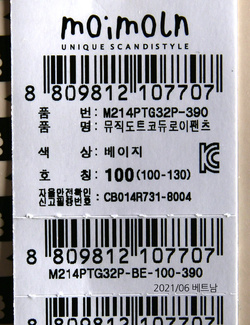 moimoln
UNIQUE SCANDISTYLE
8 809812 107707
품 번: M214PTG32P-390
품 명: 뮤직도트코듀로이팬츠
색 상: 베이지
호 칭: 100(100-130)
자율안전확인
신고필증번호: CB014R731-8004
8 809812 107707
M214PTG32P-BE-100-390
2021/06 베트남